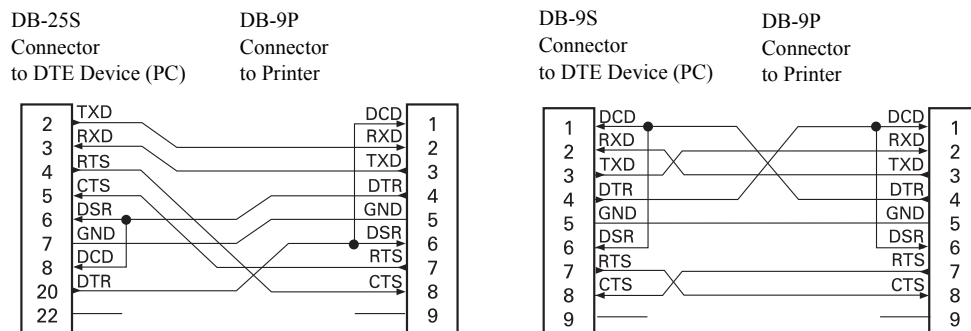 DB-25S
Connector
to DTE Device (PC)
DB-9P
Connector
to Printer
2 TXD
3 RXD
4 RTS
5 CTS
6 DSR
7 GND
8 DCD
20 DTR
22
DCD 1
RXD 2
TXD 3
DTR 4
GND 5
DSR 6
RTS 7
CTS 8
9
DB-9S
Connector
to DTE Device (PC)
DB-9P
Connector
to Printer
1 DCD
2 RXD
3 TXD
4 DTR
5 GND
6 DSR
7 RTS
8 CTS
9
DCD 1
RXD 2
TXD 3
DTR 4
GND 5
DSR 6
RTS 7
CTS 8
9